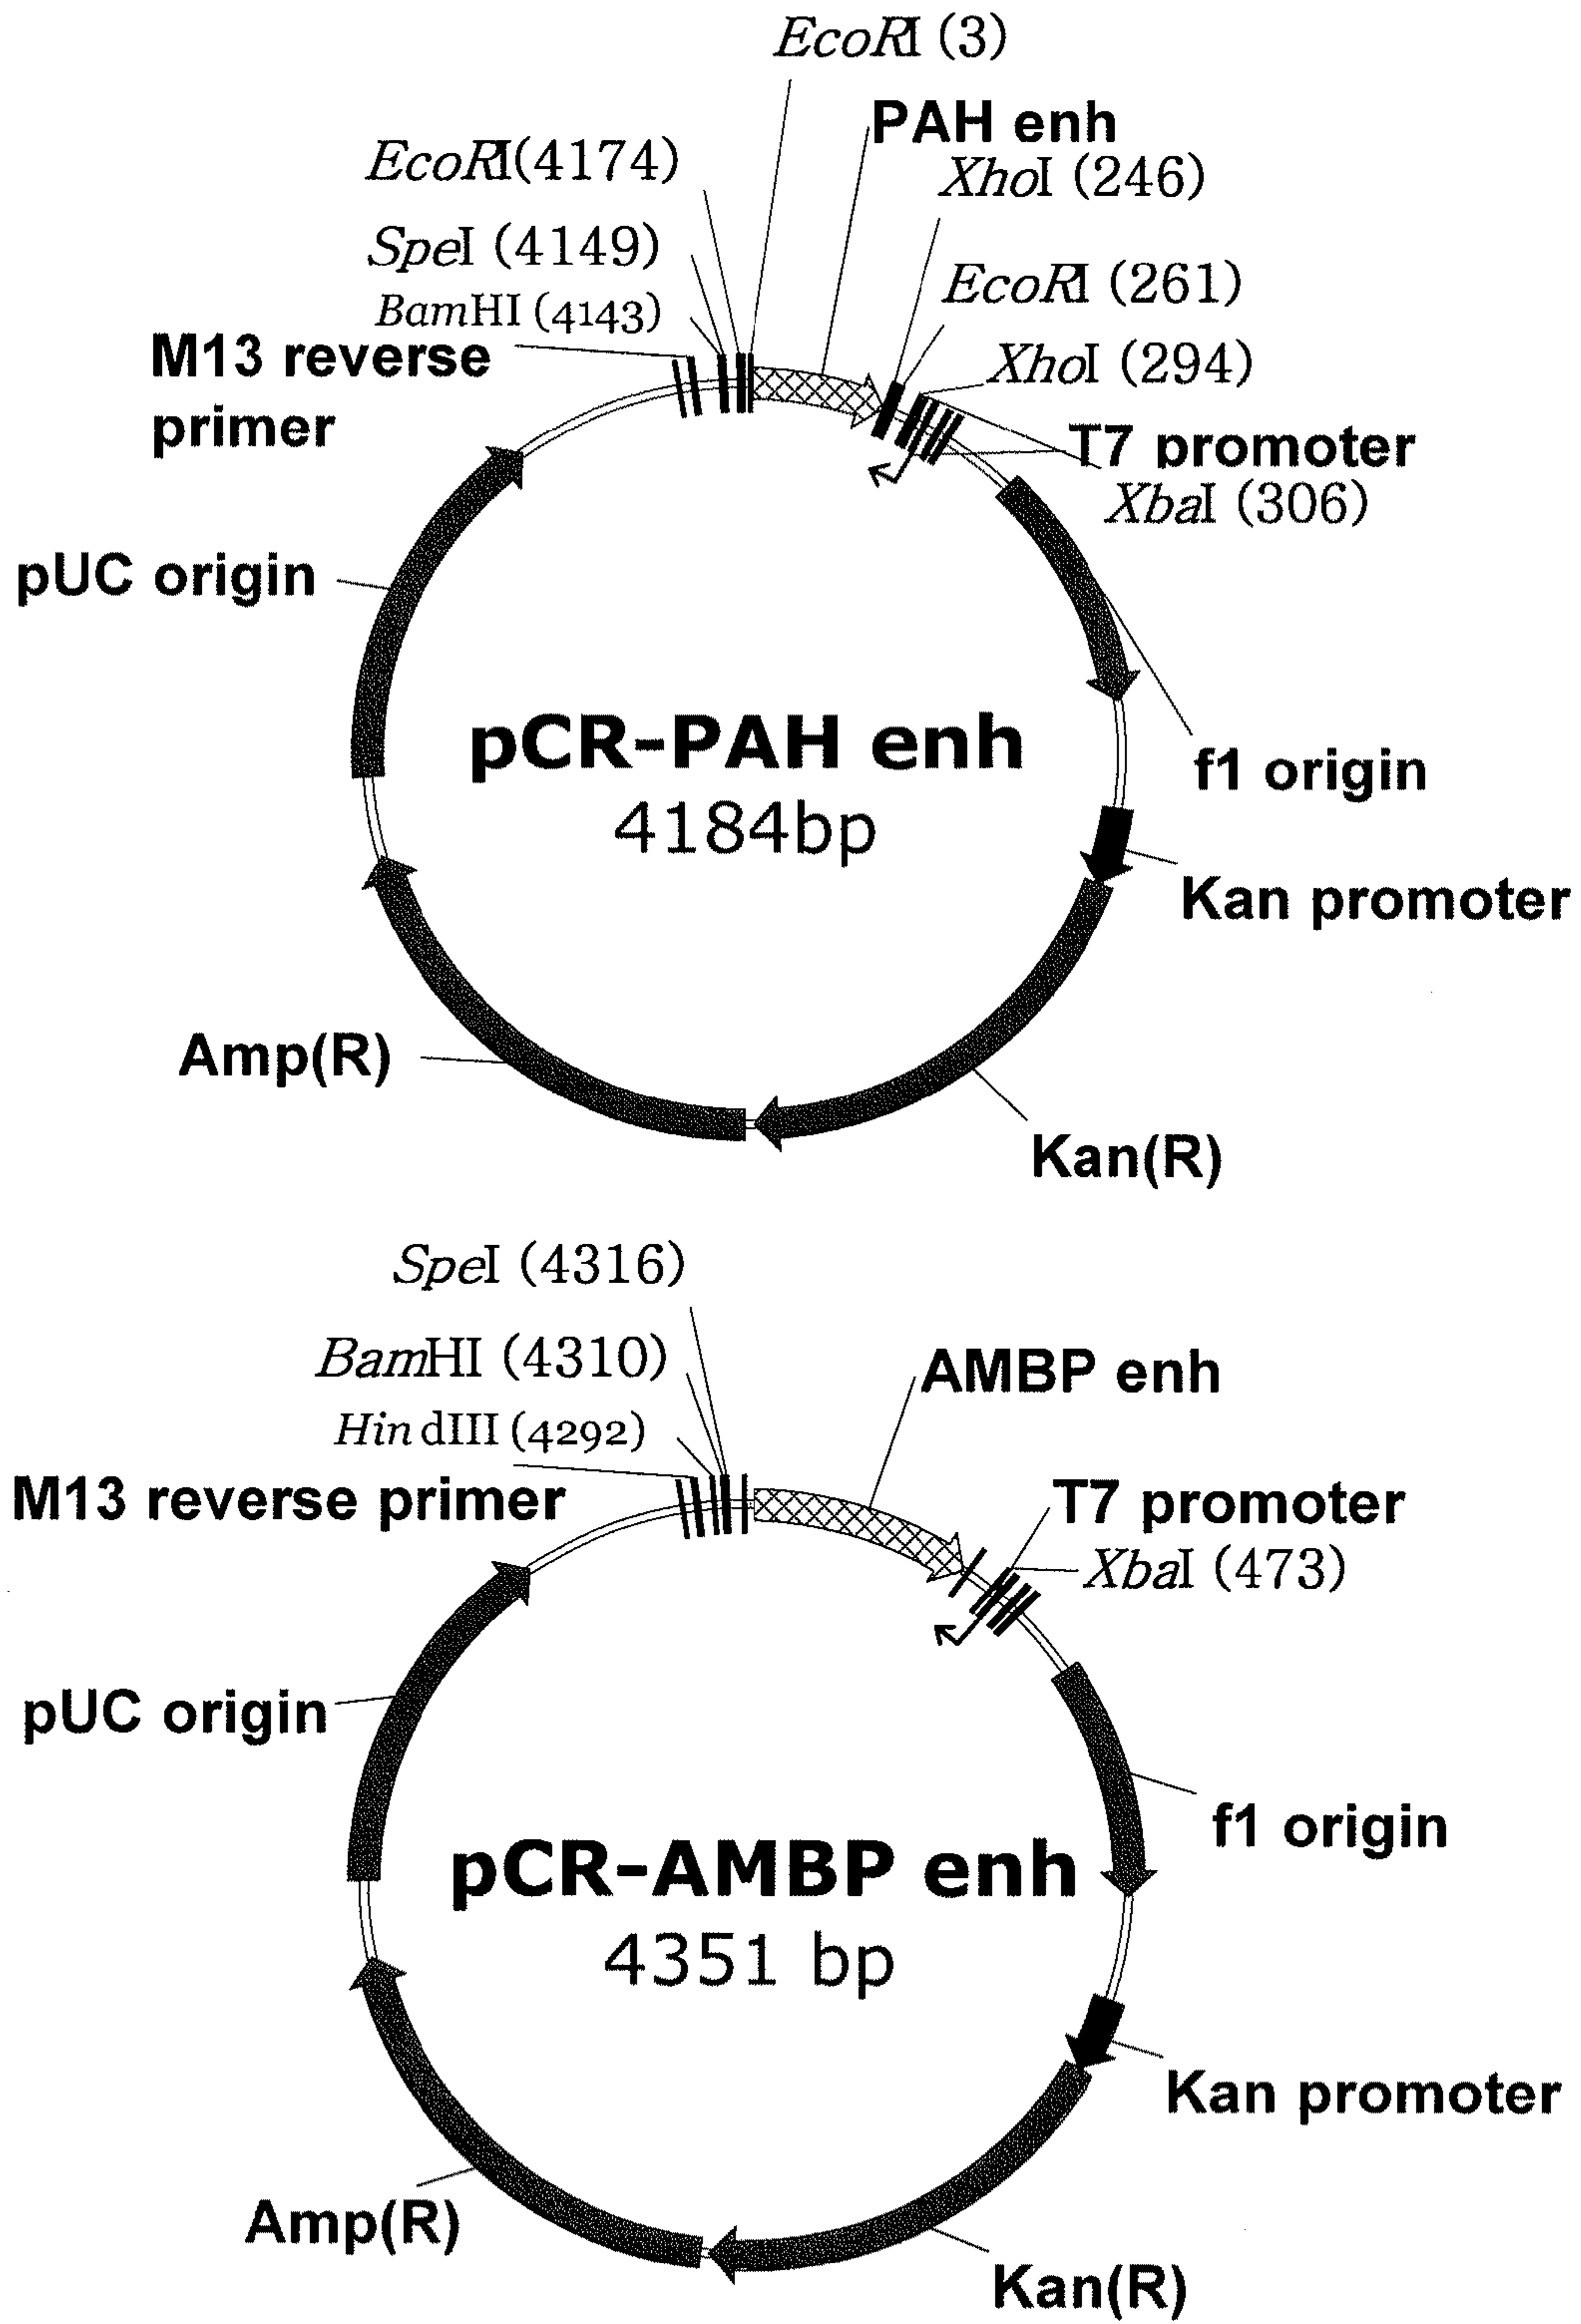 EcoRI (3)
PAH enh
EcoRI(4174)
XhoI (246)
SpeI (4149)
EcoRI (261)
BamHI (4143)
M13 reverse
primer
XhoI (294)
T7 promoter
XbaI (306)
pUC origin
pCR-PAH enh
4184bp
f1 origin
Kan promoter
Amp(R)
Kan(R)
SpeI (4316)
BamHI (4310)
AMBP enh
Hin dIII (4292)
M13 reverse primer
T7 promoter
XbaI (473)
pUC origin
f1 origin
pCR-AMBP enh
4351 bp
Kan promoter
Amp(R)
Kan(R)